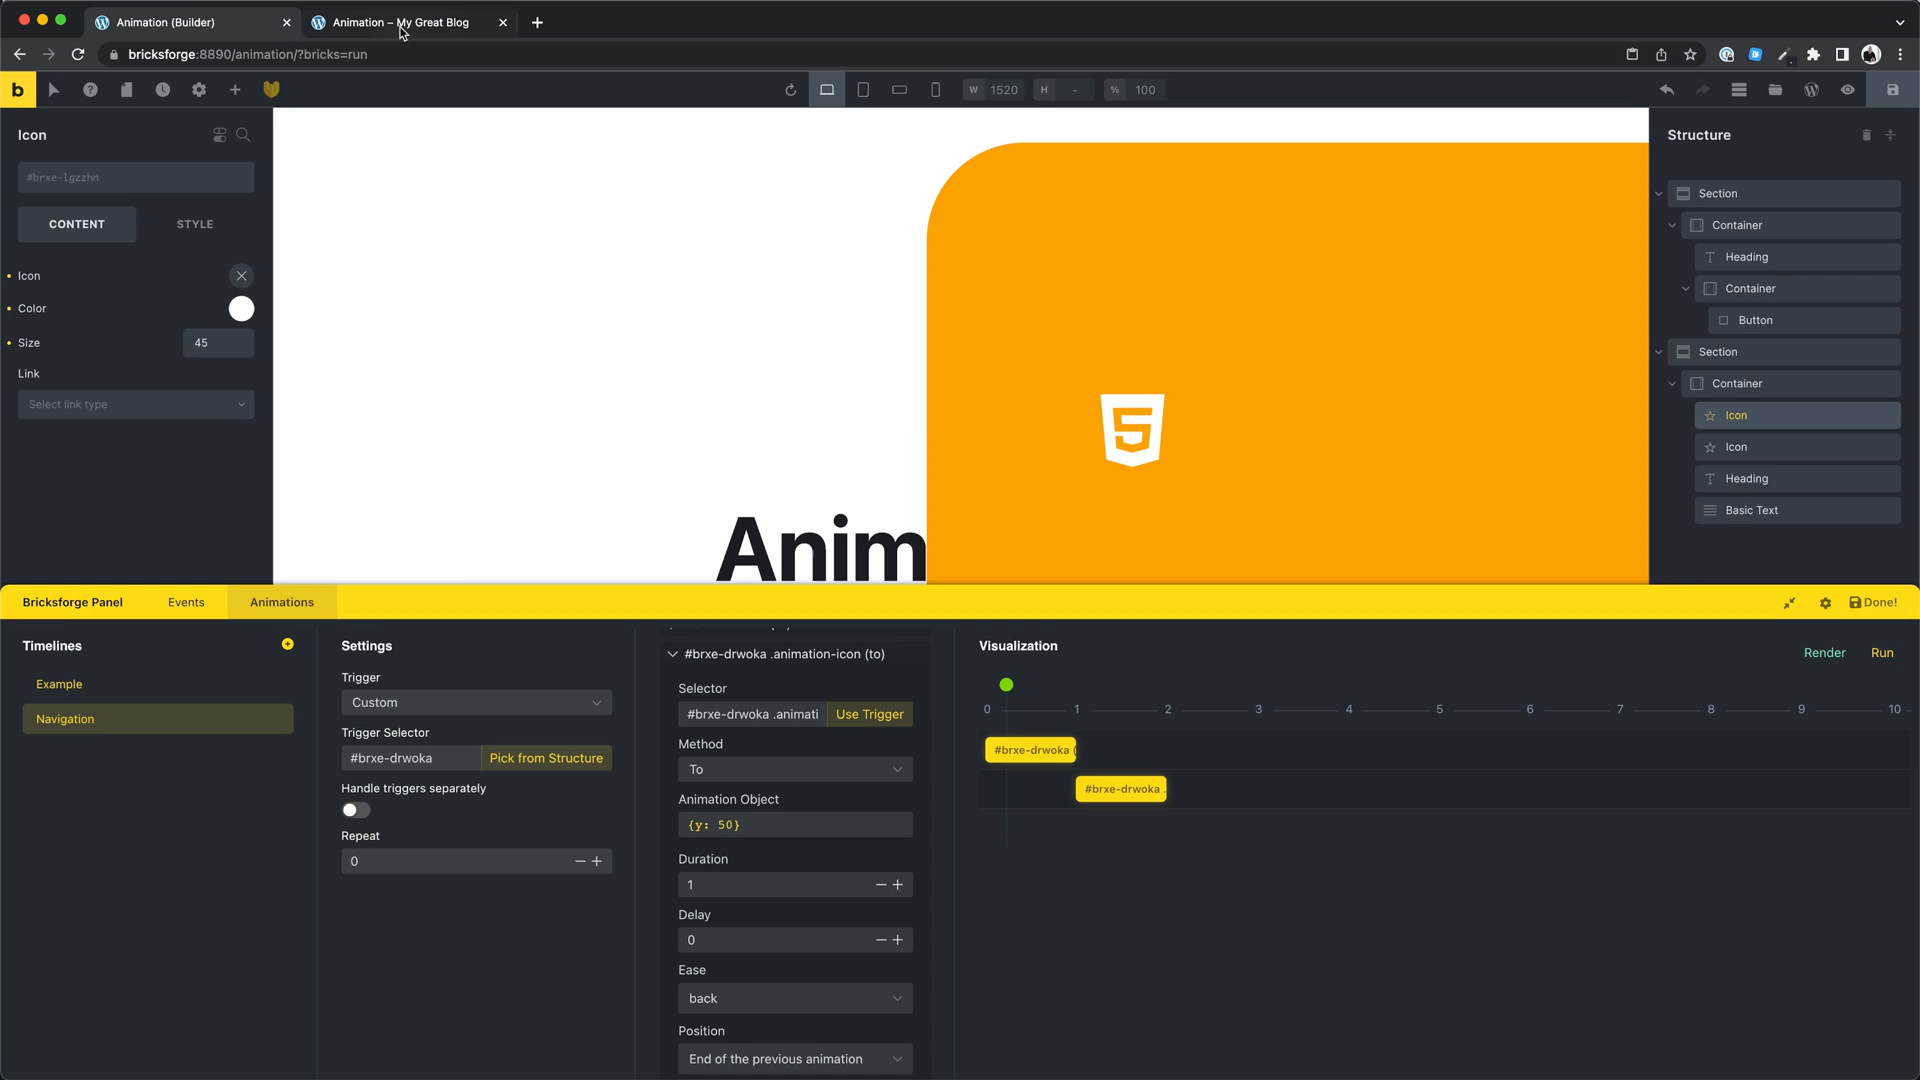 Animation (Builder)
Animation – My Great Blog
bricksforge:8890/animation/?bricks=run
b
W 1520
H -
% 100
Icon
#brxe-lgzzhn
CONTENT
STYLE
Icon
Color
Size
45
Link
Select link type
Anim
5
Structure
Section
Container
Heading
Container
Button
Section
Container
Icon
Icon
Heading
Basic Text
Bricksforge Panel
Events
Animations
Done!
Timelines
Example
Navigation
Settings
Trigger
Custom
Trigger Selector
#brxe-drwoka
Pick from Structure
Handle triggers separately
Repeat
0
#brxe-drwoka .animation-icon (to)
Selector
#brxe-drwoka .animati
Use Trigger
Method
To
Animation Object
{y: 50}
Duration
1
Delay
0
Ease
back
Position
End of the previous animation
Visualization
Render
Run
0 1 2 3 4 5 6 7 8 9 10
#brxe-drwoka (
#brxe-drwoka .